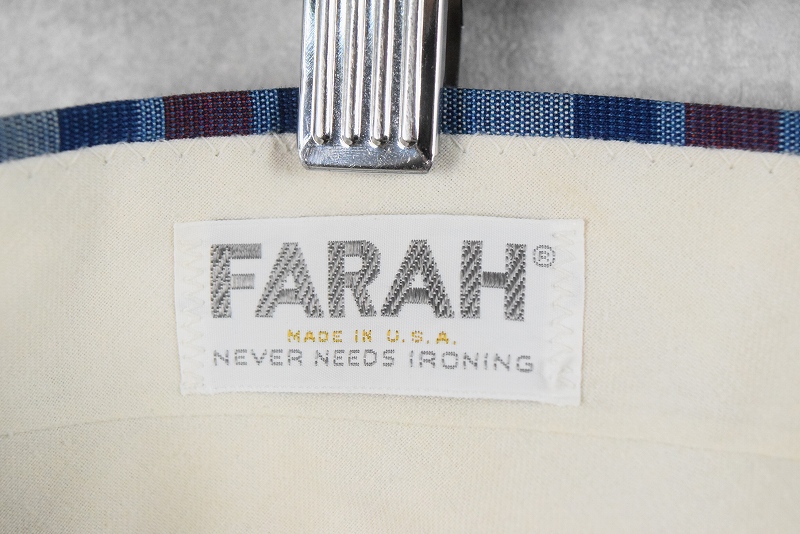 FARAH®
MADE IN U.S.A.
NEVER NEEDS IRONING